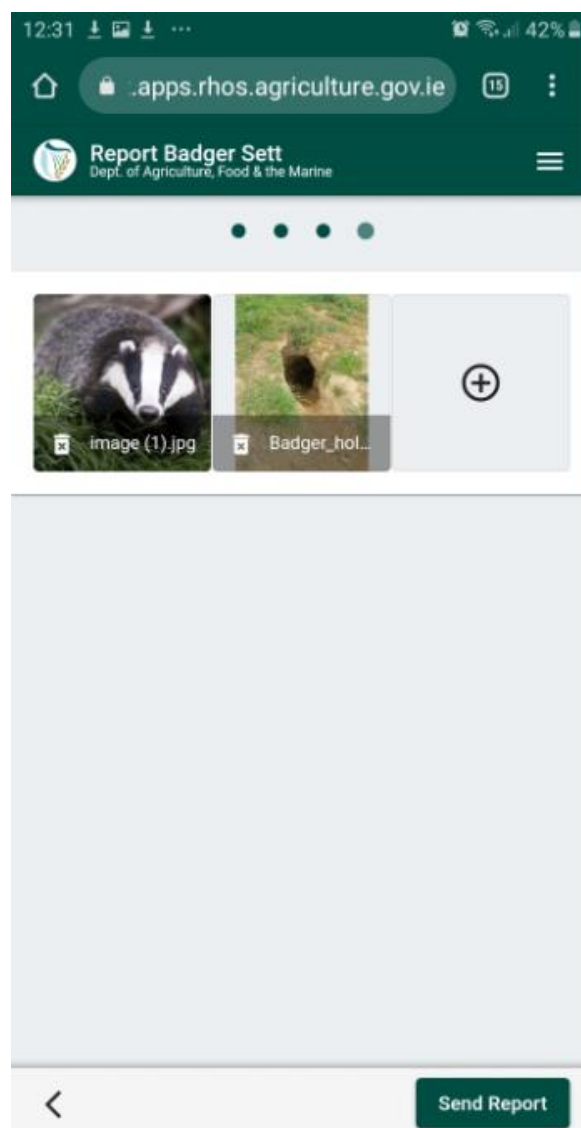 12:31 42%
.apps.rhos.agriculture.gov.ie 15
Report Badger Sett
Dept. of Agriculture, Food & the Marine
image (1).jpg Badger_hol...
Send Report